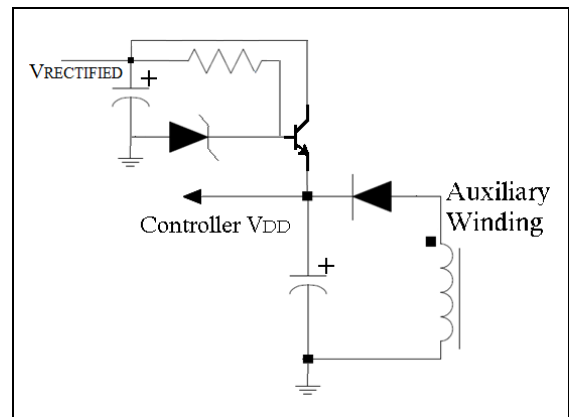 VRECTIFIED
+
Auxiliary
Winding
Controller VDD
+